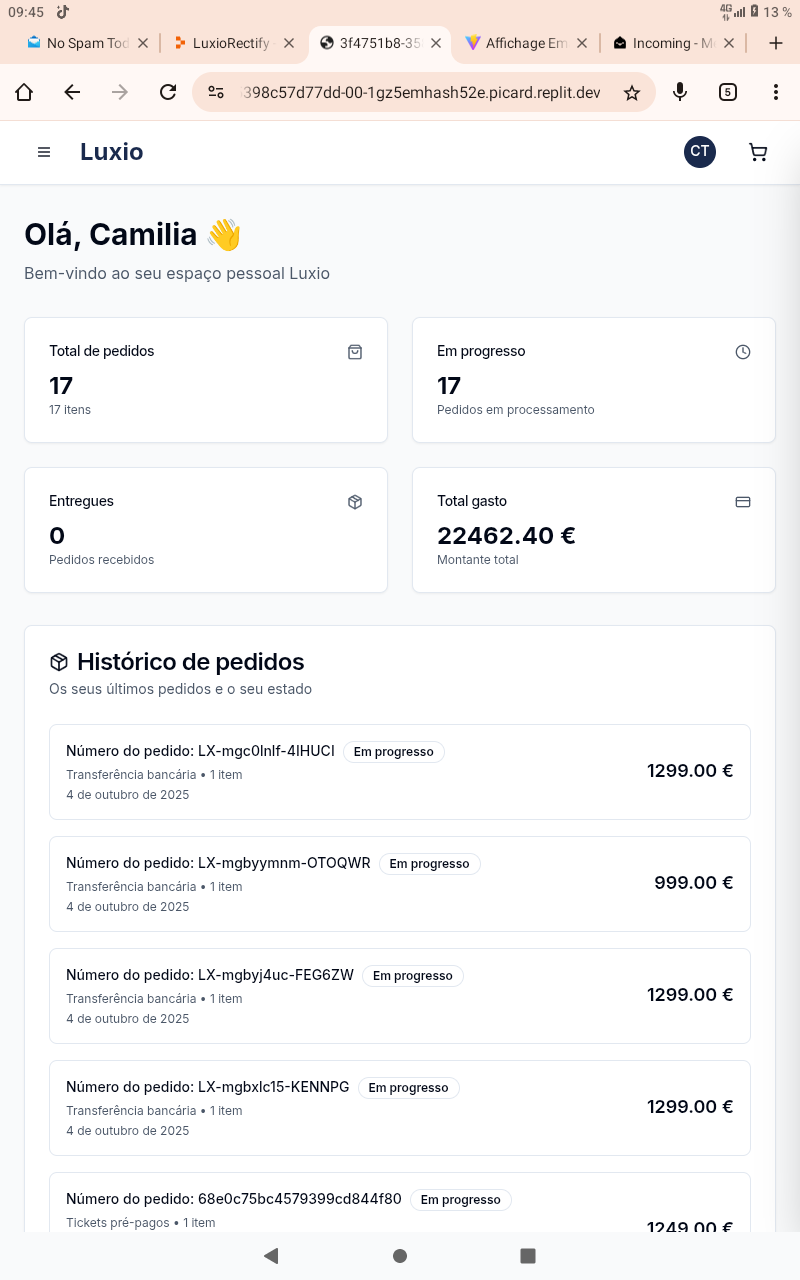 09:45 4G 13 %
No Spam Tod LuxioRectify 3f4751b8-35 Affichage Em Incoming - M
398c57d77dd-00-1gz5emhash52e.picard.replit.dev 5
Luxio CT
Olá, Camilia 👋
Bem-vindo ao seu espaço pessoal Luxio
Total de pedidos
17
17 itens
Em progresso
17
Pedidos em processamento
Entregues
0
Pedidos recebidos
Total gasto
22462.40 €
Montante total
Histórico de pedidos
Os seus últimos pedidos e o seu estado
Número do pedido: LX-mgc0lnlf-4IHUCI Em progresso
Transferência bancária • 1 item
4 de outubro de 2025
1299.00 €
Número do pedido: LX-mgbyymnm-OTOQWR Em progresso
Transferência bancária • 1 item
4 de outubro de 2025
999.00 €
Número do pedido: LX-mgbyj4uc-FEG6ZW Em progresso
Transferência bancária • 1 item
4 de outubro de 2025
1299.00 €
Número do pedido: LX-mgbxlc15-KENNPG Em progresso
Transferência bancária • 1 item
4 de outubro de 2025
1299.00 €
Número do pedido: 68e0c75bc4579399cd844f80 Em progresso
Tickets pré-pagos • 1 item
1249.00 €